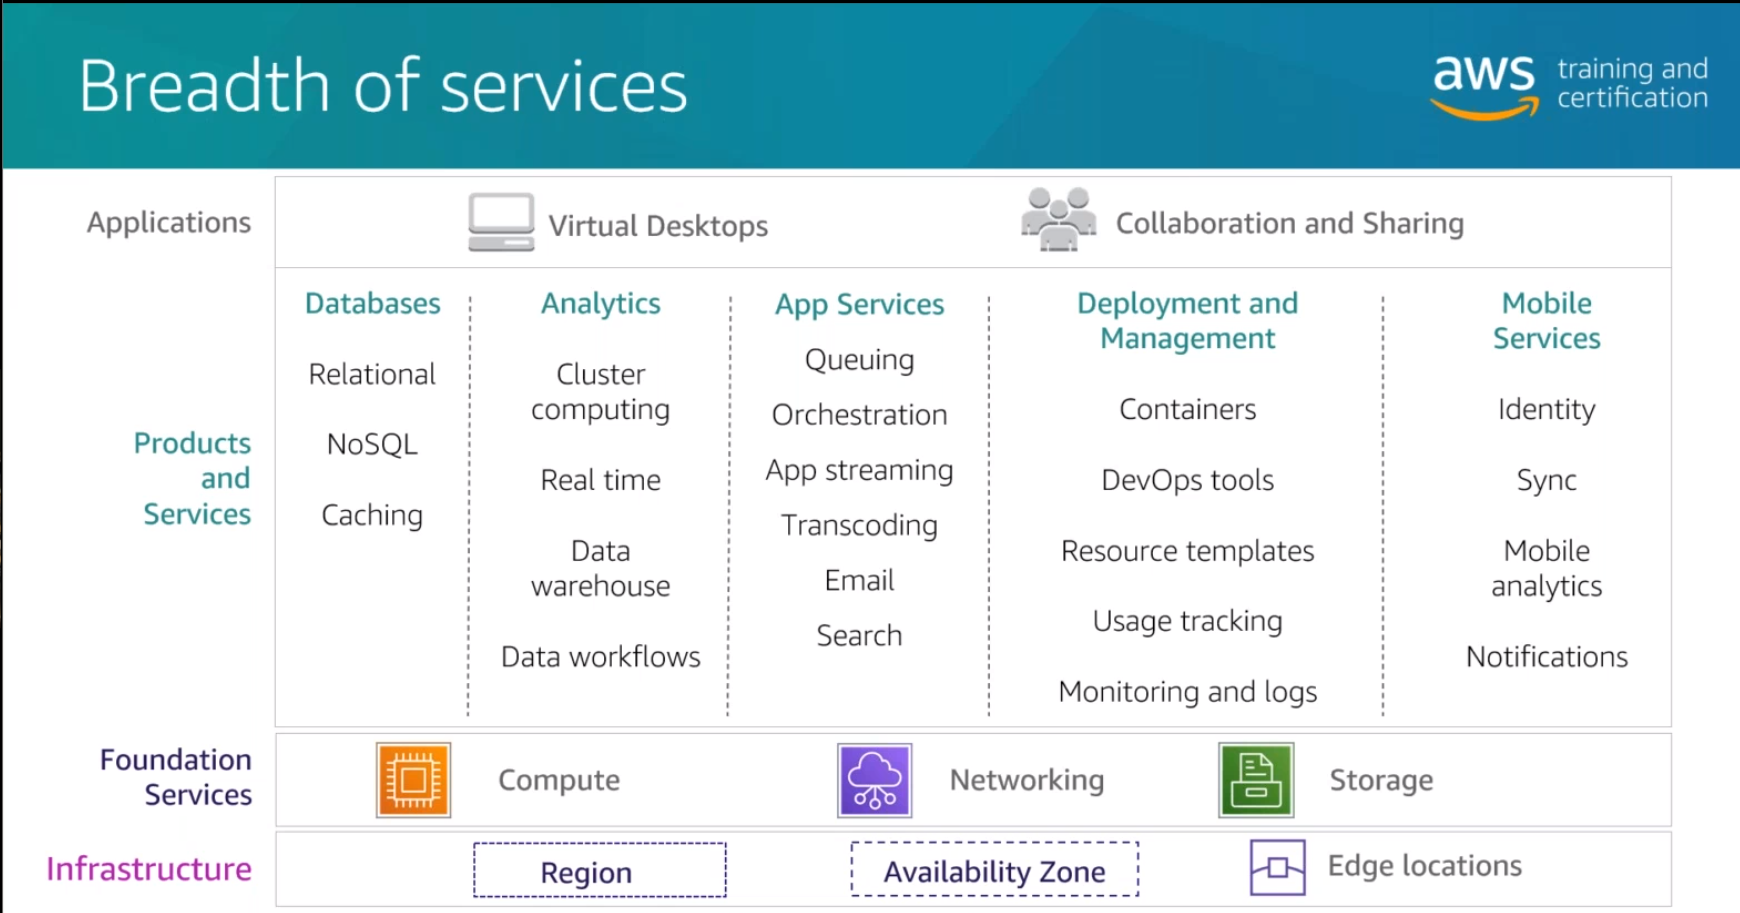 Breadth of services
aws
training and
certification
Applications
Virtual Desktops
Collaboration and Sharing
Products
and
Services
Databases
Relational
NoSQL
Caching
Analytics
Cluster
computing
Real time
Data
warehouse
Data workflows
App Services
Queuing
Orchestration
App streaming
Transcoding
Email
Search
Deployment and
Management
Containers
DevOps tools
Resource templates
Usage tracking
Monitoring and logs
Mobile
Services
Identity
Sync
Mobile
analytics
Notifications
Foundation
Services
Compute
Networking
Storage
Infrastructure
Region
Availability Zone
Edge locations